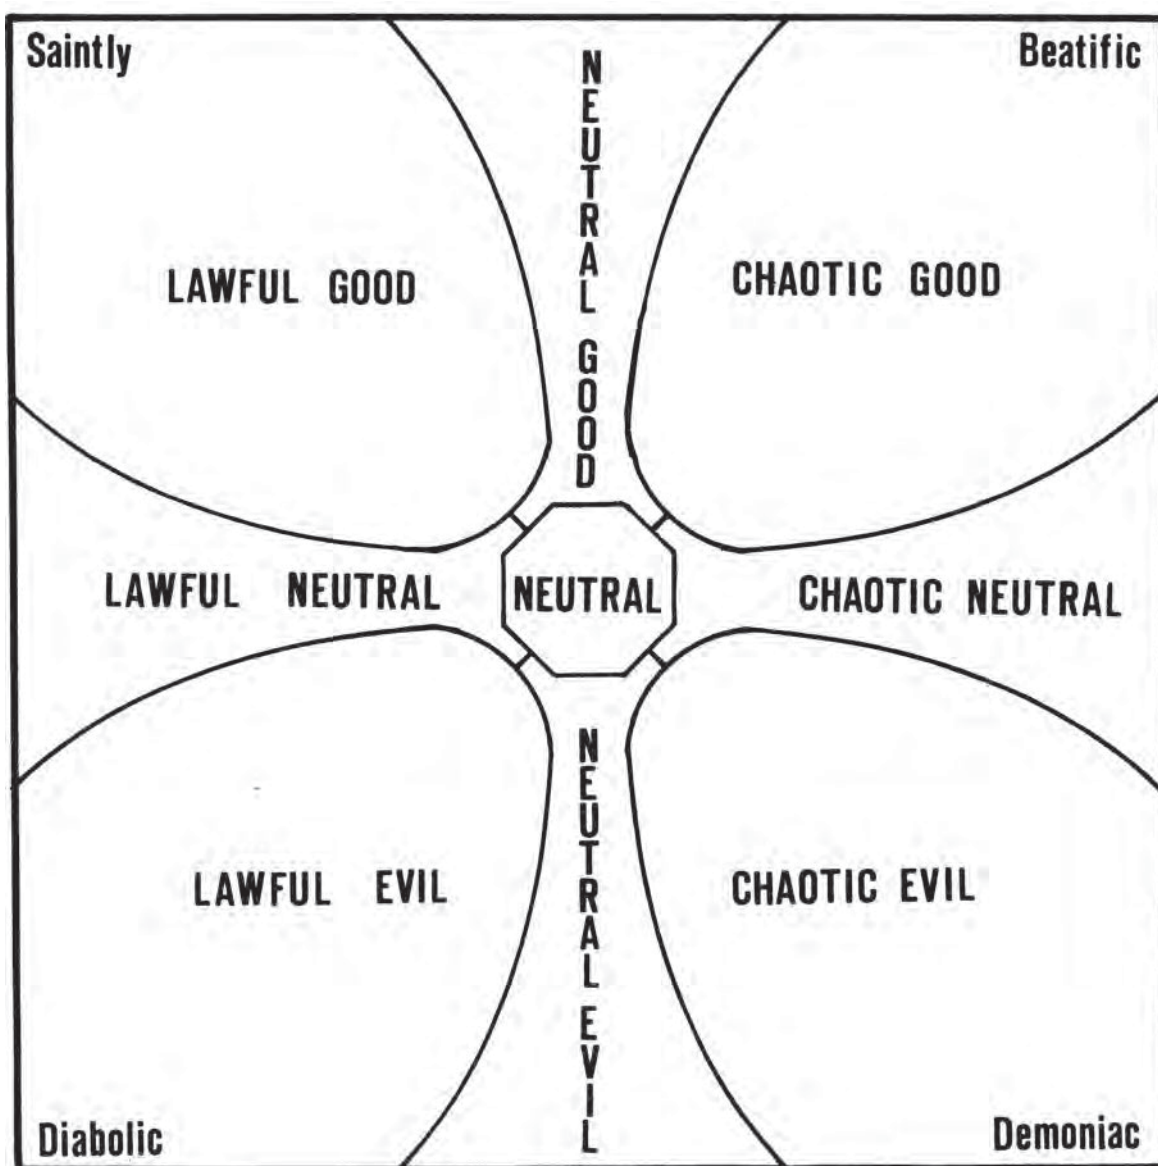 Saintly
Beatific
NEUTRAL GOOD
LAWFUL GOOD
CHAOTIC GOOD
LAWFUL NEUTRAL
NEUTRAL
CHAOTIC NEUTRAL
LAWFUL EVIL
NEUTRAL EVIL
CHAOTIC EVIL
Diabolic
Demoniac